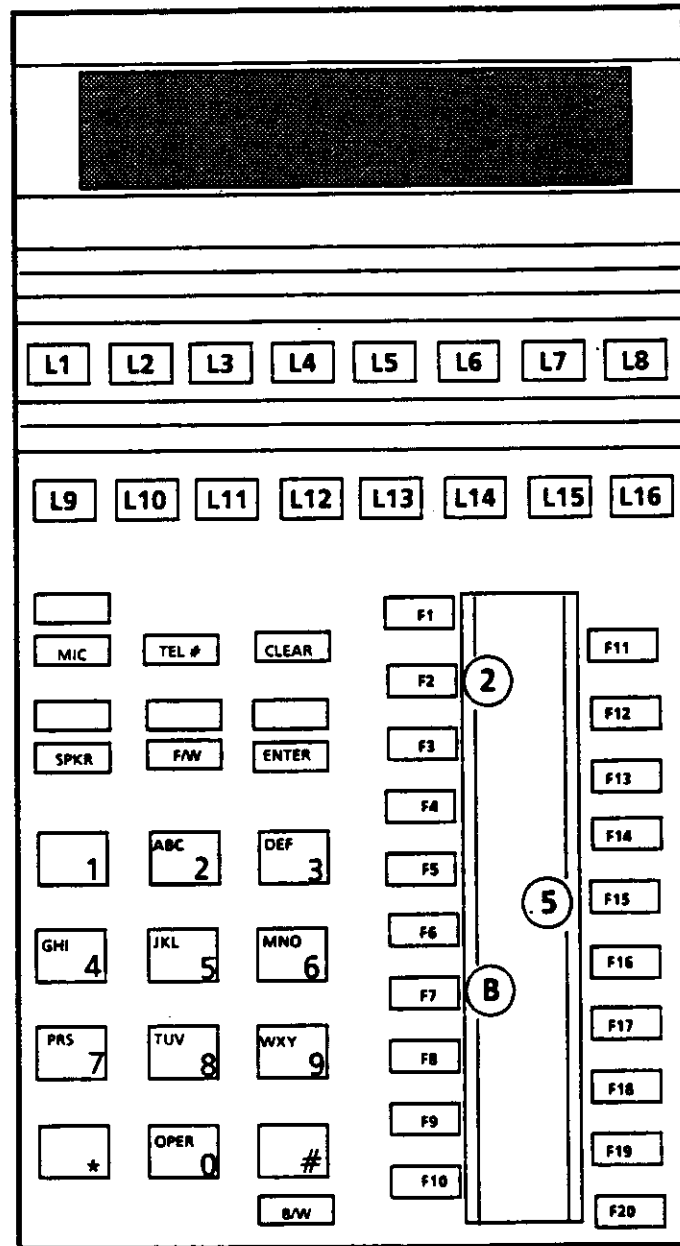 L1 L2 L3 L4 L5 L6 L7 L8
L9 L10 L11 L12 L13 L14 L15 L16
F1
MIC TEL # CLEAR F11
F2 2
F12
F3
SPKR F/W ENTER F13
F4
F14
ABC DEF
1 2 3 F5
5 F15
F6
GHI JKL MNO
4 5 6 F16
F7 B
F17
PRS TUV WXY
7 8 9 F8
F18
F9
OPER F19
* 0 #
F10
B/W F20